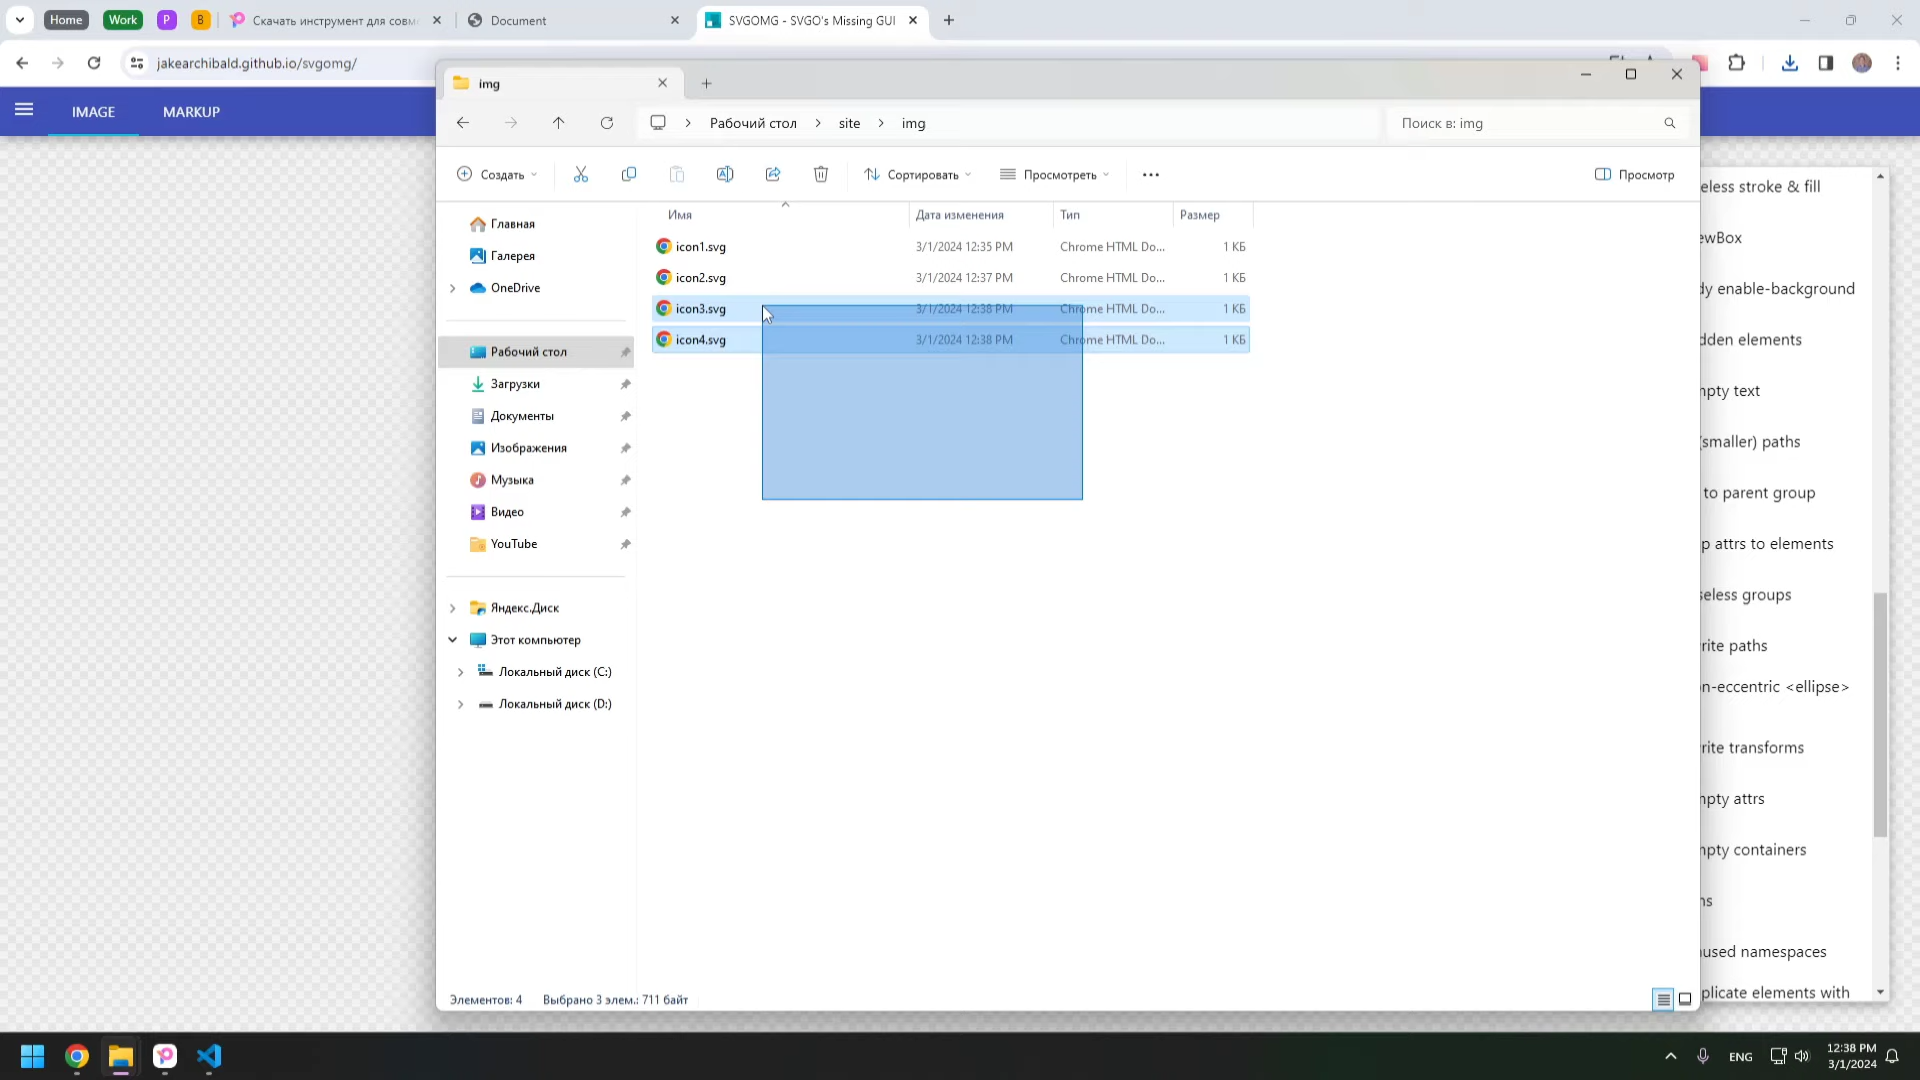 Home
Work
P
B
Скачать инструмент для совм
Document
SVGOMG - SVGO's Missing GUI
jakearchibald.github.io/svgomg/
IMAGE
MARKUP
img
Рабочий стол
site
img
Поиск в: img
Создать
Сортировать
Просмотреть
Просмотр
Имя
Дата изменения
Тип
Размер
icon1.svg 3/1/2024 12:35 PM Chrome HTML Do... 1 КБ
icon2.svg 3/1/2024 12:37 PM Chrome HTML Do... 1 КБ
icon3.svg 3/1/2024 12:38 PM Chrome HTML Do... 1 КБ
icon4.svg 3/1/2024 12:38 PM Chrome HTML Do... 1 КБ
Главная
Галерея
OneDrive
Рабочий стол
Загрузки
Документы
Изображения
Музыка
Видео
YouTube
Яндекс.Диск
Этот компьютер
Локальный диск (C:)
Локальный диск (D:)
Элементов: 4
Выбрано 3 элем.: 711 байт
eless stroke & fill
ewBox
dy enable-background
dden elements
npty text
(smaller) paths
to parent group
p attrs to elements
seless groups
rite paths
n-eccentric <ellipse>
rite transforms
npty attrs
npty containers
ns
used namespaces
plicate elements with
ENG
12:38 PM
3/1/2024